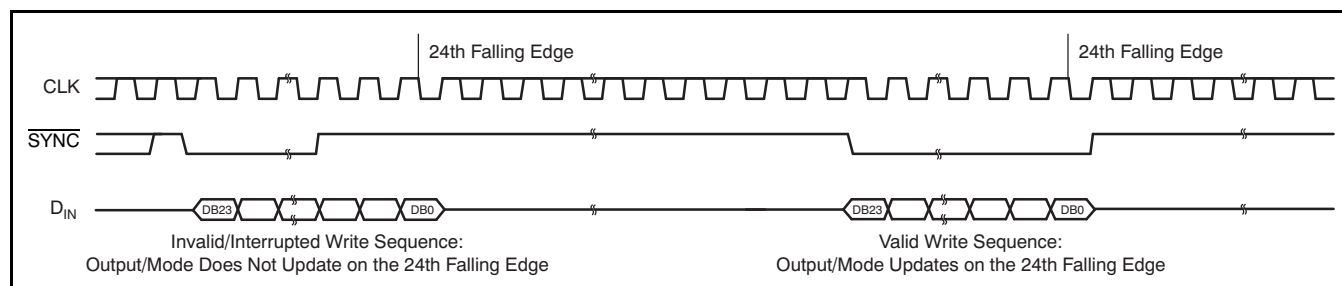 24th Falling Edge
24th Falling Edge
CLK
SYNC
DIN
DB23
DB0
DB23
DB0
Invalid/Interrupted Write Sequence:
Output/Mode Does Not Update on the 24th Falling Edge
Valid Write Sequence:
Output/Mode Updates on the 24th Falling Edge